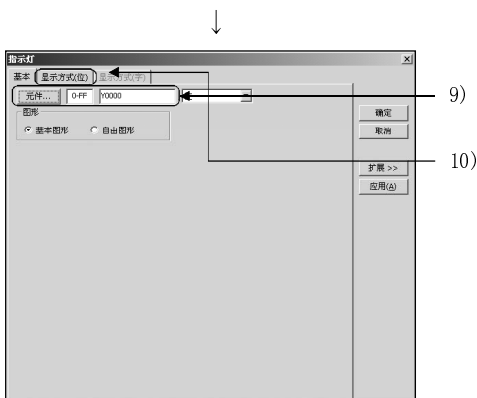 ↓
指示灯
基本 显示方式(位) 显示方式(字)
元件... 0-FF Y0000
9)
图形
确定
基本图形 自由图形
取消
10)
扩展 >>
应用(A)